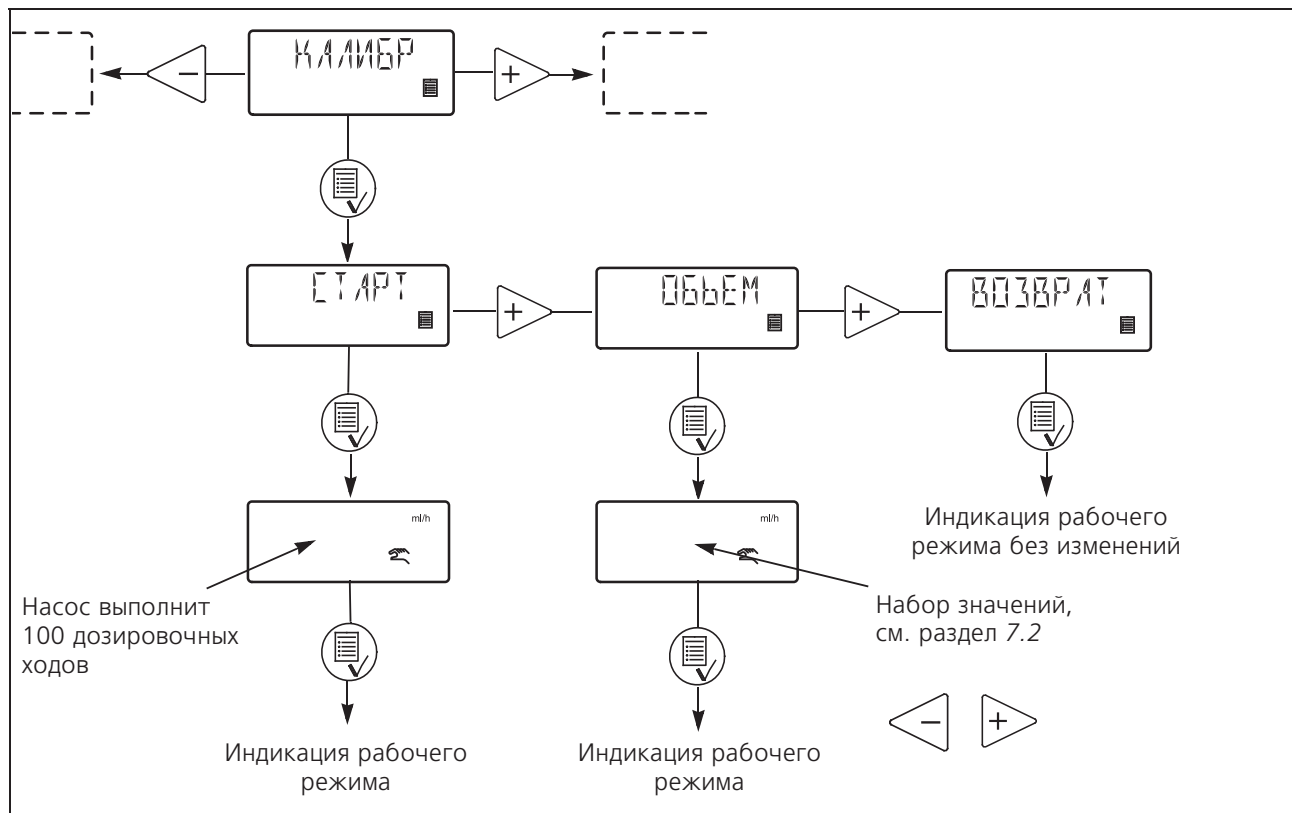 КАЛИБР
СТАРТ
ОБЬЕМ
ВОЗВРАТ
ml/h
ml/h
Насос выполнит
100 дозировочных
ходов
Индикация рабочего
режима
Индикация рабочего
режима
Набор значений,
см. раздел 7.2
Индикация рабочего
режима без изменений